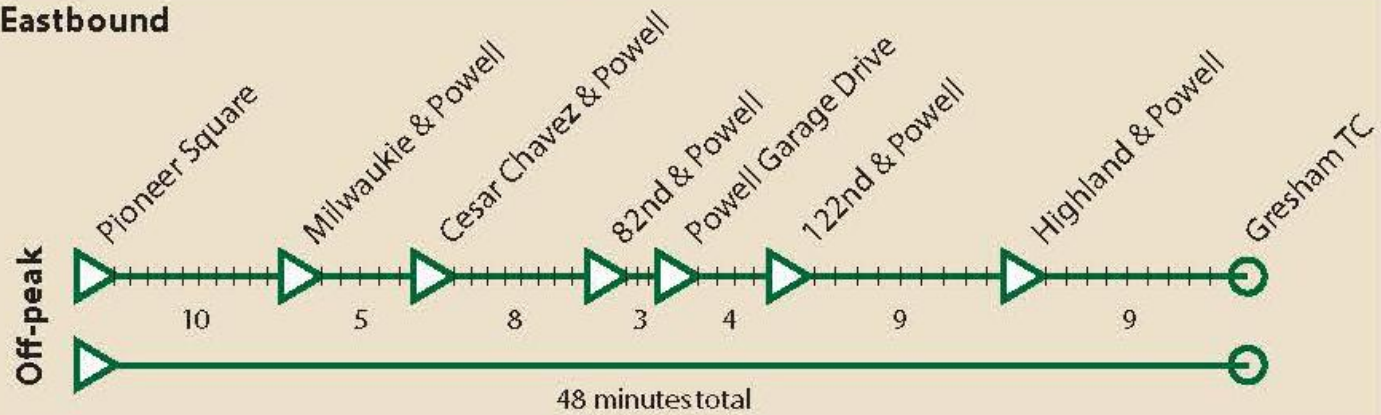 Eastbound
Pioneer Square
Milwaukie & Powell
Cesar Chavez & Powell
82nd & Powell
Powell Garage Drive
122nd & Powell
Highland & Powell
Gresham TC
Off-peak
10 5 8 3 4 9 9
48 minutes total